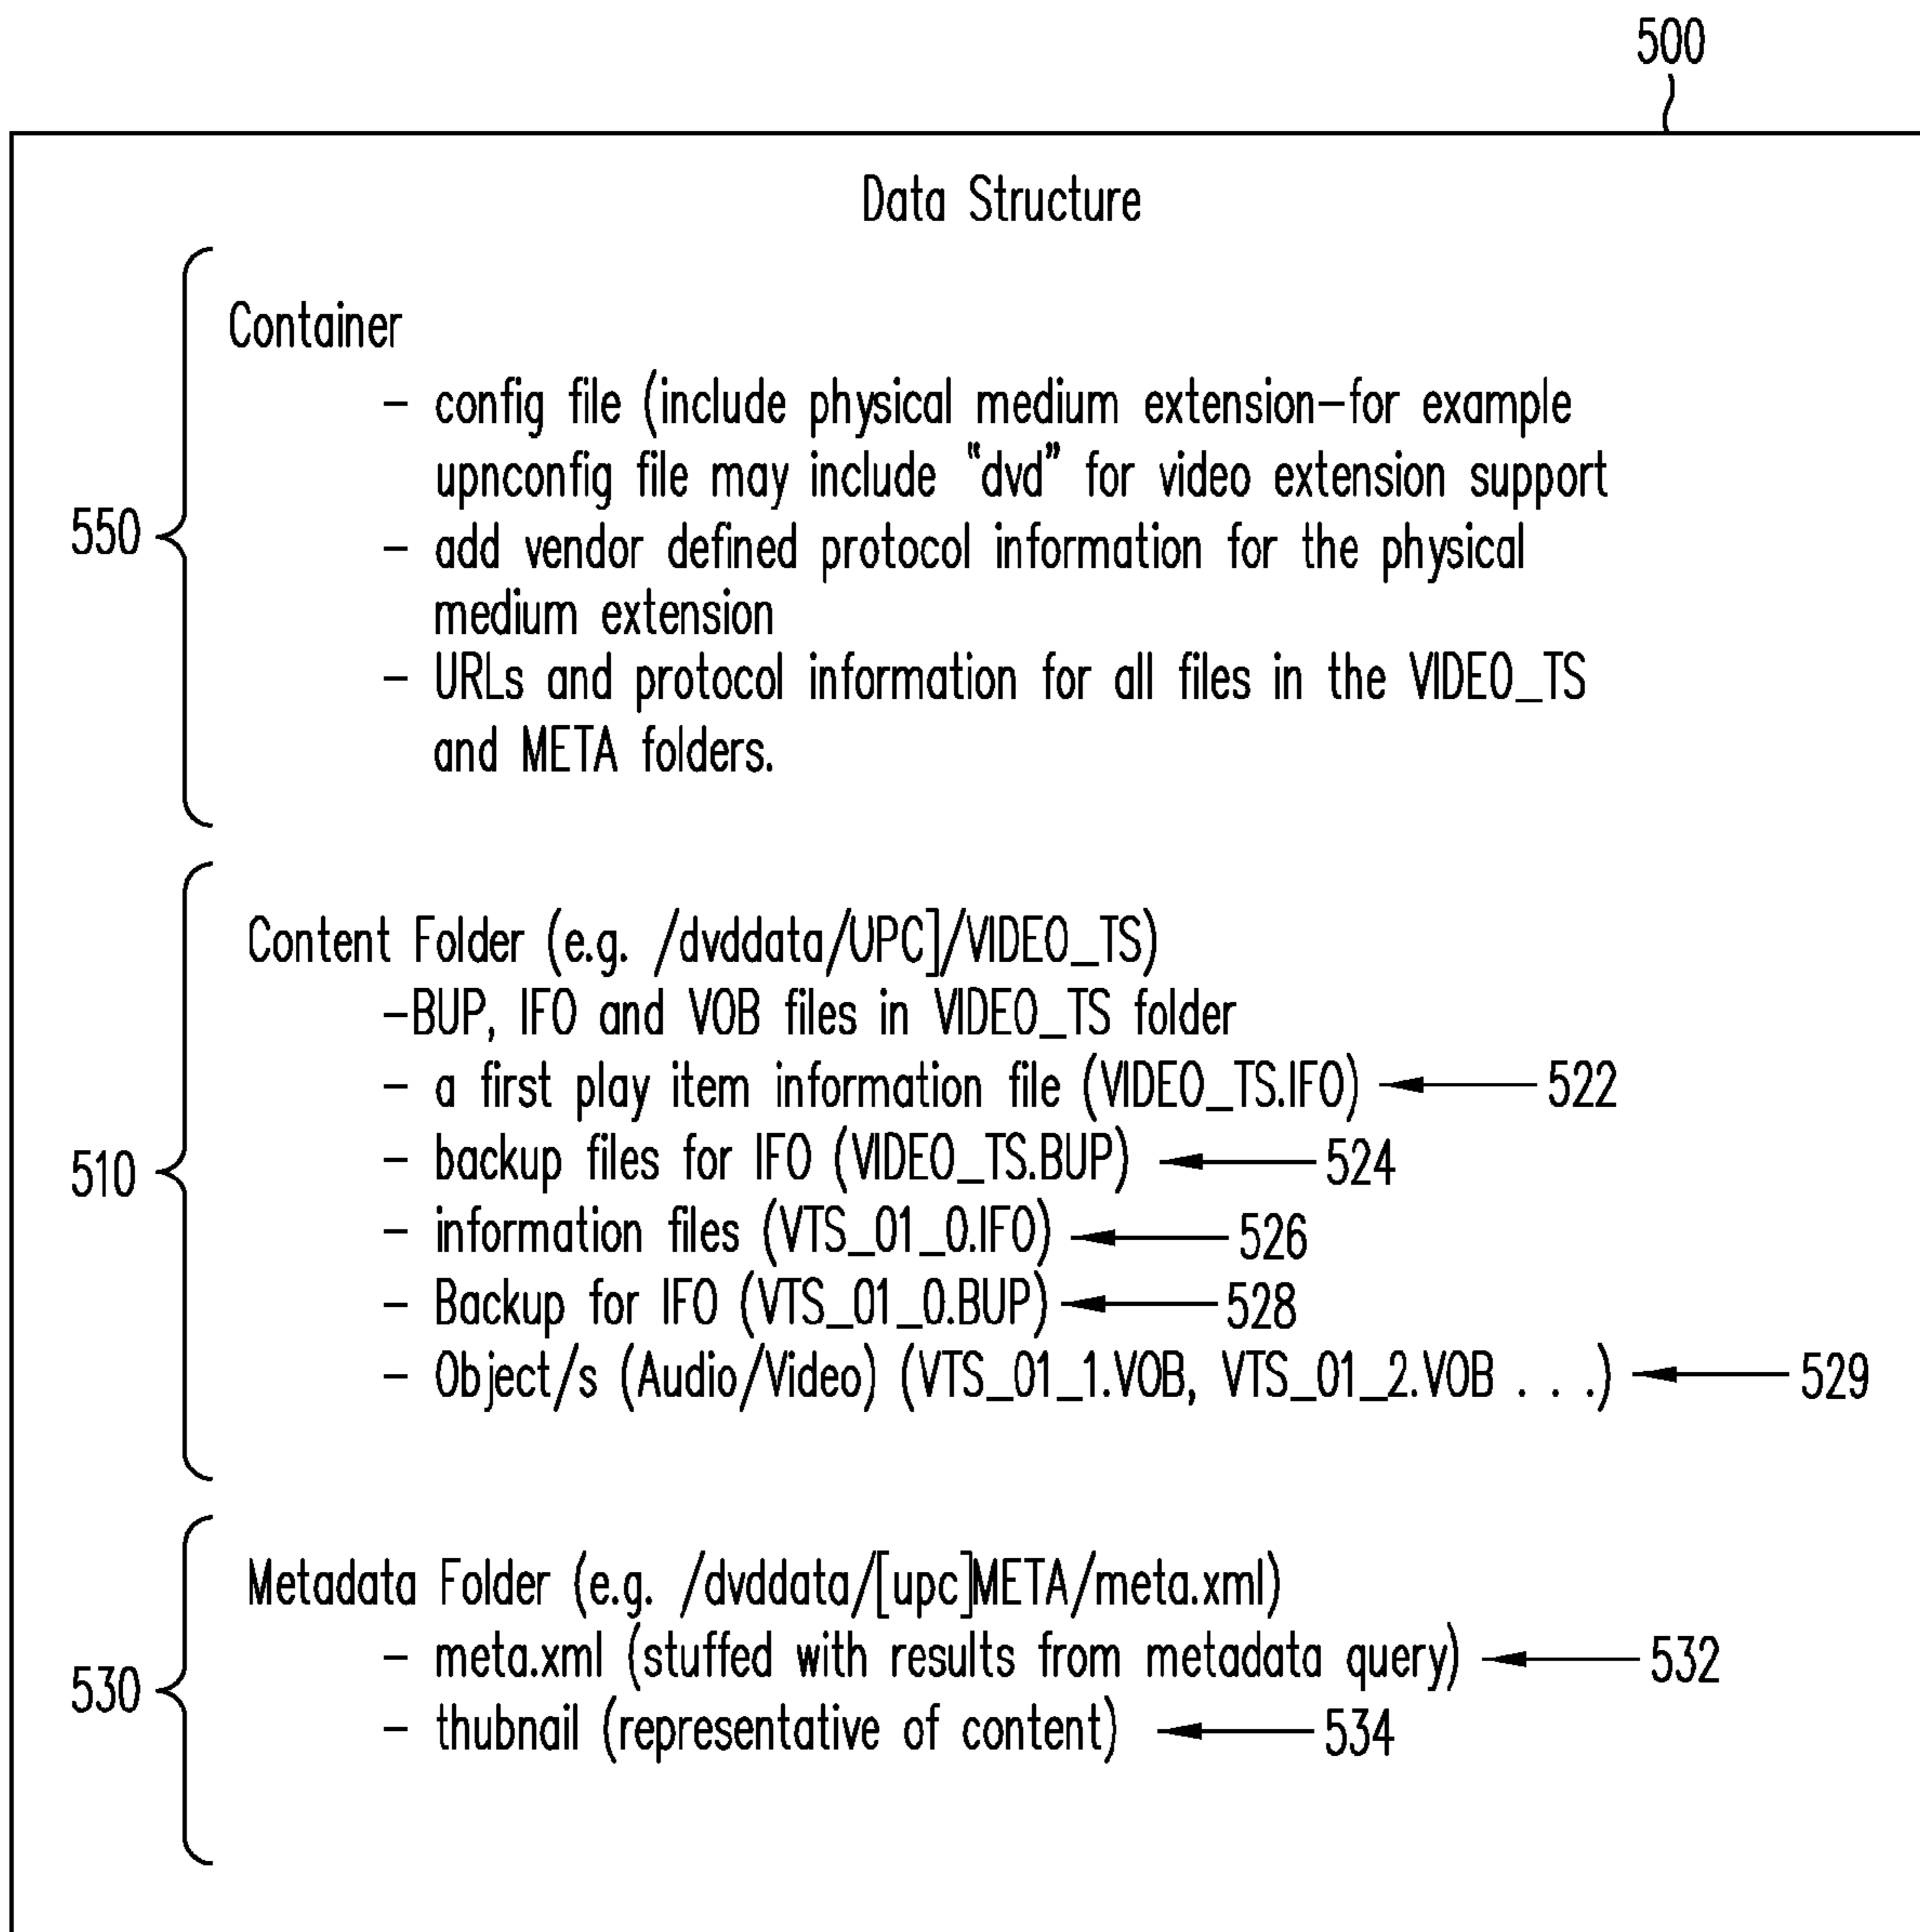 500
Data Structure
Container
- config file (include physical medium extension-for example
upnconfig file may include "dvd" for video extension support
- add vendor defined protocol information for the physical
medium extension
- URLs and protocol information for all files in the VIDEO_TS
and META folders.
550
Content Folder (e.g. /dvddata/UPC]/VIDEO_TS)
-BUP, IFO and VOB files in VIDEO_TS folder
- a first play item information file (VIDEO_TS.IFO) 522
- backup files for IFO (VIDEO_TS.BUP) 524
510
- information files (VTS_01_0.IFO) 526
- Backup for IFO (VTS_01_0.BUP) 528
- Object/s (Audio/Video) (VTS_01_1.VOB, VTS_01_2.VOB . . .) 529
Metadata Folder (e.g. /dvddata/[upc]META/meta.xml)
- meta.xml (stuffed with results from metadata query) 532
530
- thubnail (representative of content) 534